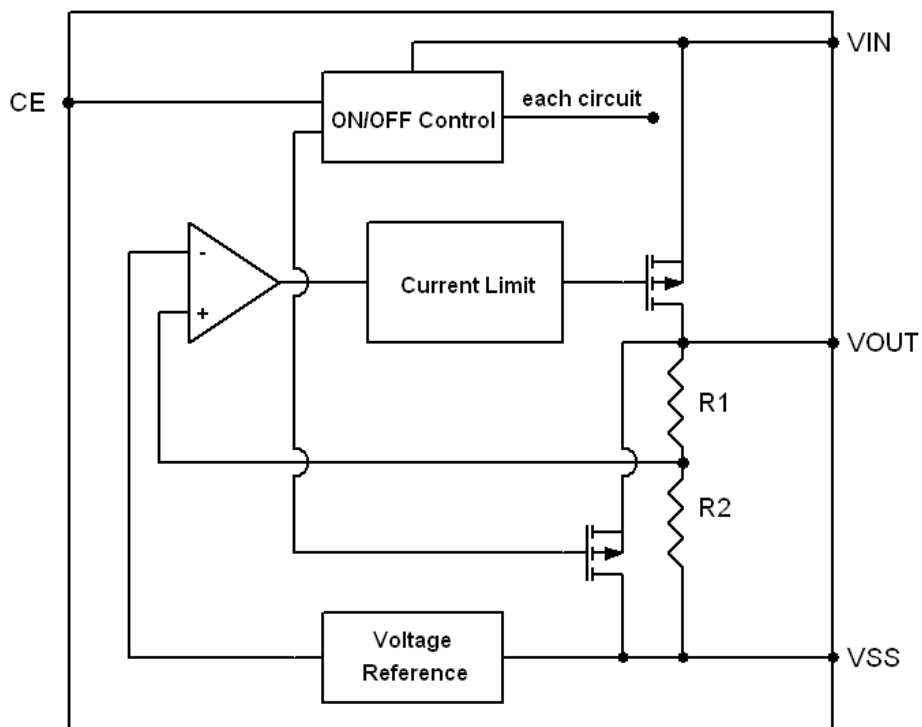 VIN
CE
ON/OFF Control
each circuit
-
+
Current Limit
VOUT
R1
R2
Voltage
Reference
VSS